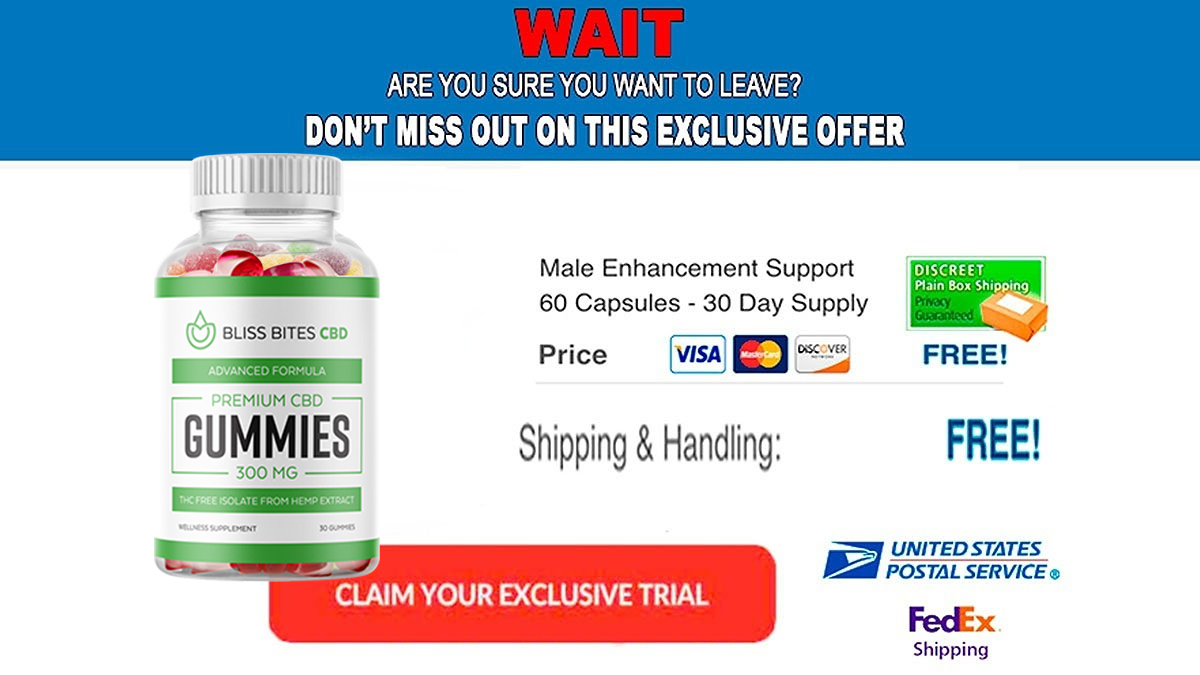 WAIT
ARE YOU SURE YOU WANT TO LEAVE?
DON'T MISS OUT ON THIS EXCLUSIVE OFFER
BLISS BITES CBD
ADVANCED FORMULA
PREMIUM CBD
GUMMIES
300 MG
THC FREE ISOLATE FROM HEMP EXTRACT
WELLNESS SUPPLEMENT 30 GUMMIES
Male Enhancement Support
60 Capsules - 30 Day Supply
DISCREET
Plain Box Shipping
Privacy
Guaranteed
Price VISA MasterCard DISCOVER FREE!
NETWORK
Shipping & Handling: FREE!
CLAIM YOUR EXCLUSIVE TRIAL
UNITED STATES
POSTAL SERVICE ®
FedEx
Shipping